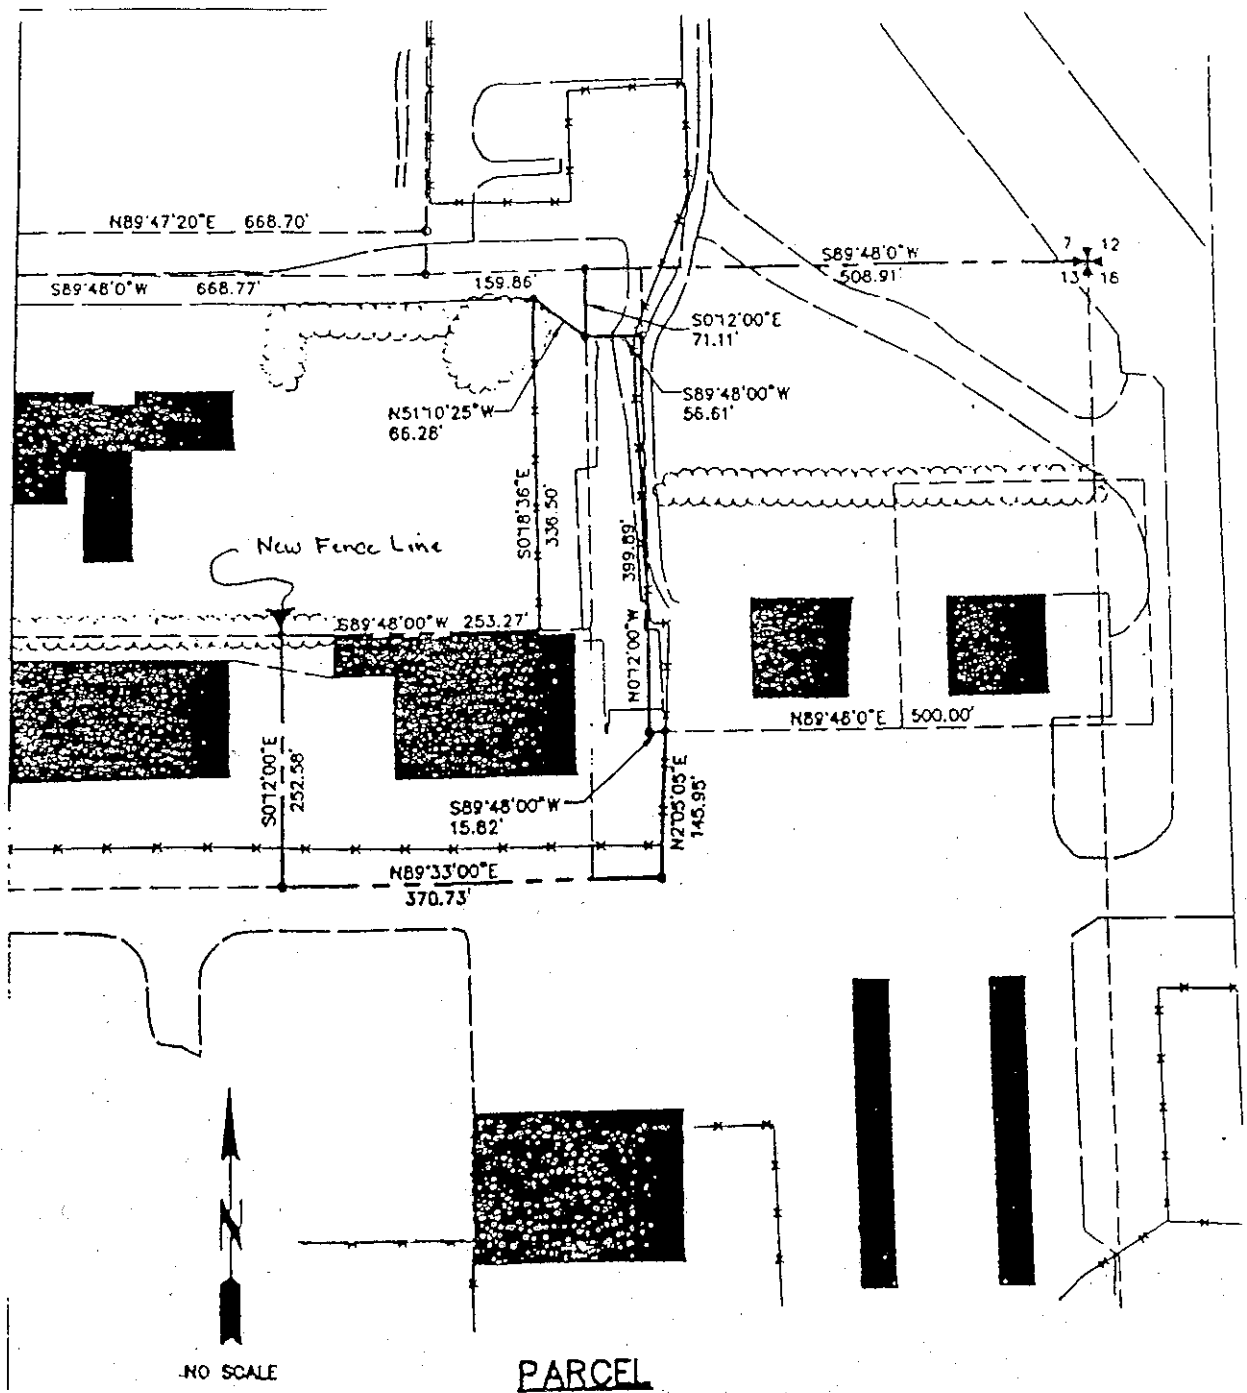 N89°47'20"E 668.70'
S89°48'0"W 668.77'
159.86'
S89°48'0"W
508.91'
7 12
13 18
S0°12'00"E
71.11'
S89°48'00"W
56.61'
N51°10'25"W
66.28'
S0°18'36"E
336.50'
New Fence Line
399.89'
N0°12'00"W
S89°48'00"W 253.27'
S0°12'00"E
252.58'
N89°48'0"E 500.00'
S89°48'00"W
15.82'
N2°05'05"E
145.95'
N89°33'00"E
370.73'
N
NO SCALE
PARCEL